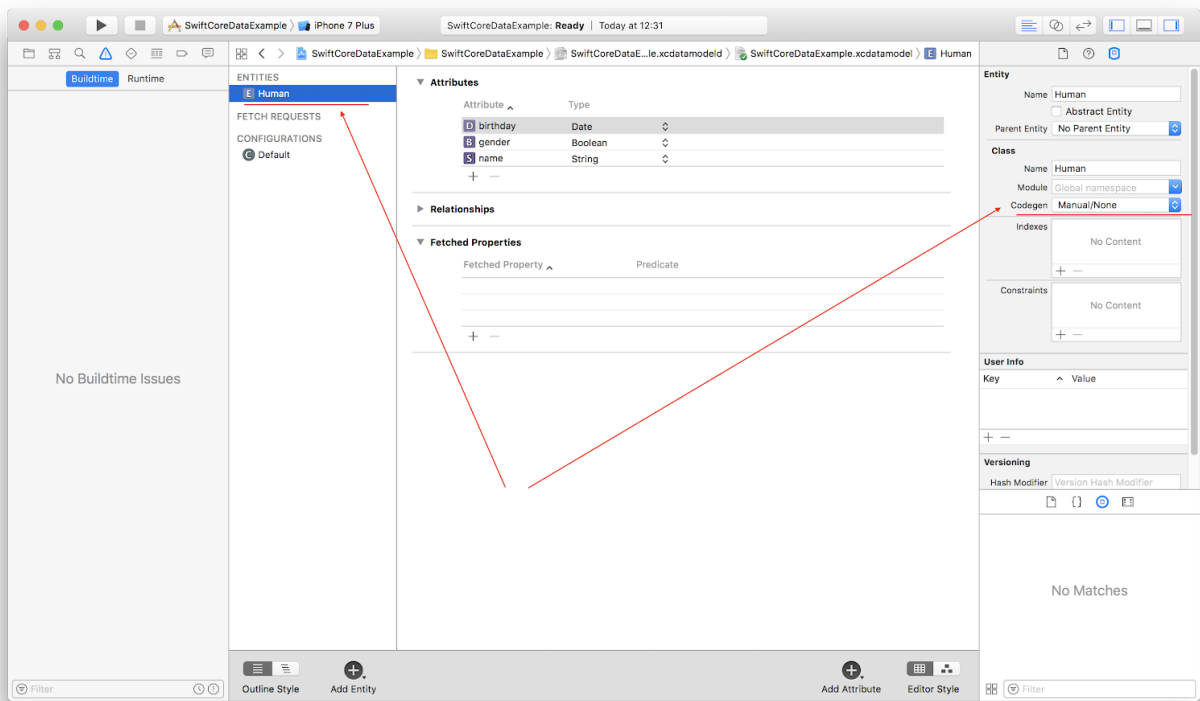 SwiftCoreDataExample iPhone 7 Plus
SwiftCoreDataExample: Ready | Today at 12:31
SwiftCoreDataExample SwiftCoreDataExample SwiftCoreDataE...le.xcdatamodeld SwiftCoreDataExample.xcdatamodel E Human
Buildtime Runtime
No Buildtime Issues
Filter
ENTITIES
E Human
FETCH REQUESTS
CONFIGURATIONS
C Default
Attributes
Attribute Type
D birthday Date
B gender Boolean
S name String
+ −
Relationships
Fetched Properties
Fetched Property Predicate
+ −
Outline Style
Add Entity
Add Attribute
Editor Style
Entity
Name Human
Abstract Entity
Parent Entity No Parent Entity
Class
Name Human
Module Global namespace
Codegen Manual/None
Indexes
No Content
+ −
Constraints
No Content
+ −
User Info
Key Value
+ −
Versioning
Hash Modifier Version Hash Modifier
{}
No Matches
Filter